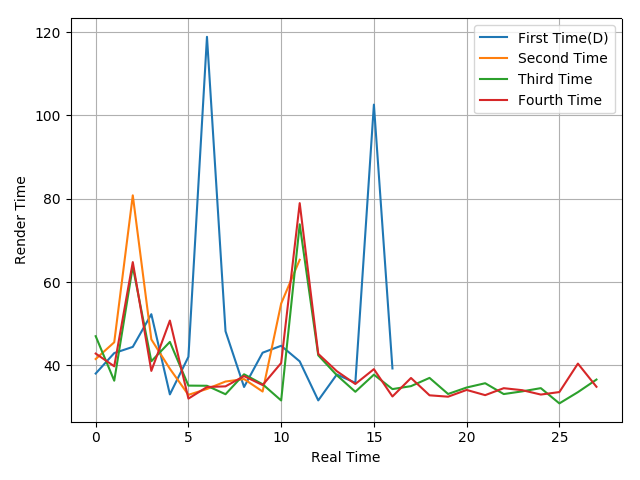 120
100
80
60
40
Render Time
0
5
10
15
20
25
Real Time
First Time(D)
Second Time
Third Time
Fourth Time